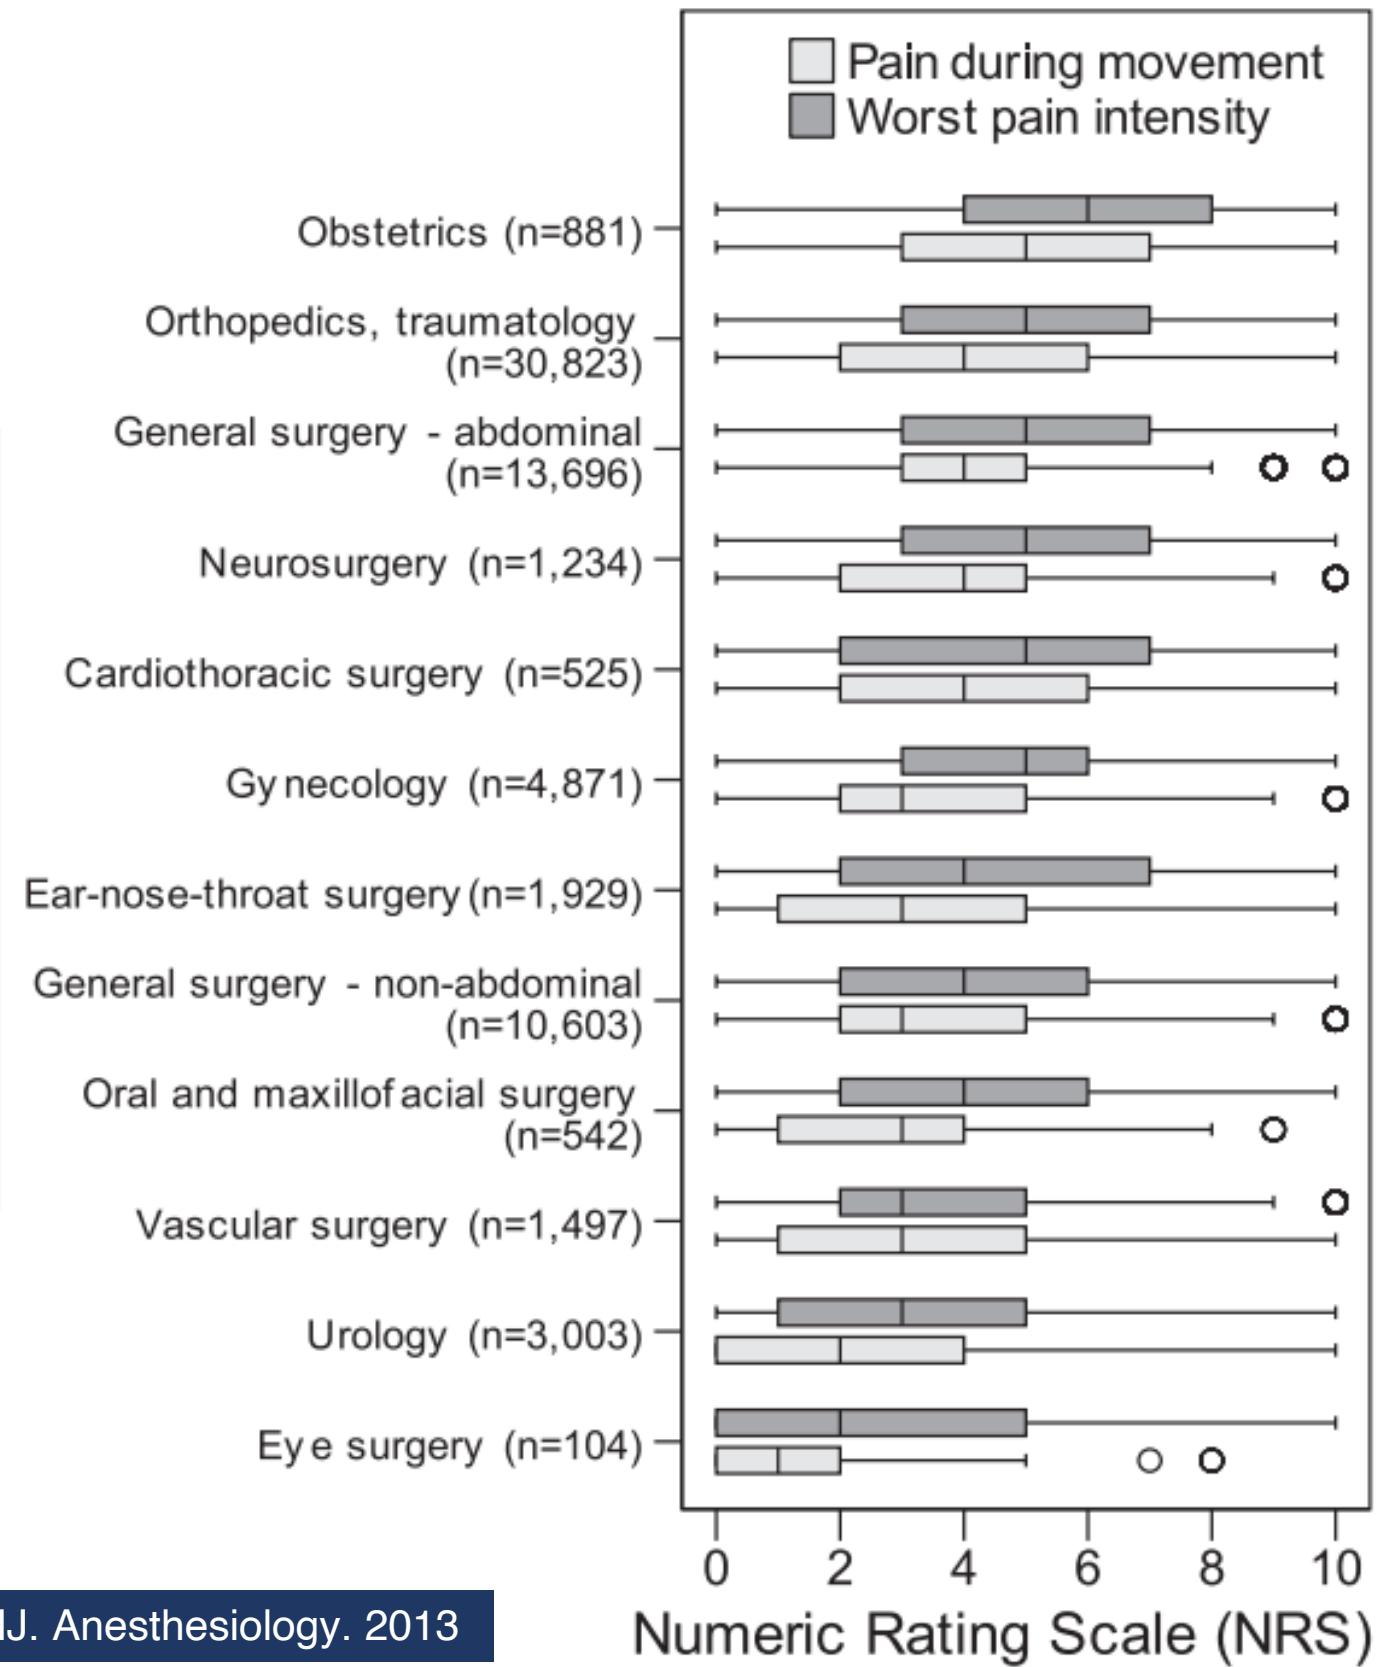 Pain during movement
Worst pain intensity
Obstetrics (n=881)
Orthopedics, traumatology
(n=30,823)
General surgery - abdominal
(n=13,696)
Neurosurgery (n=1,234)
Cardiothoracic surgery (n=525)
Gynecology (n=4,871)
Ear-nose-throat surgery (n=1,929)
General surgery - non-abdominal
(n=10,603)
Oral and maxillofacial surgery
(n=542)
Vascular surgery (n=1,497)
Urology (n=3,003)
Eye surgery (n=104)
0 2 4 6 8 10
Numeric Rating Scale (NRS)
J. Anesthesiology. 2013